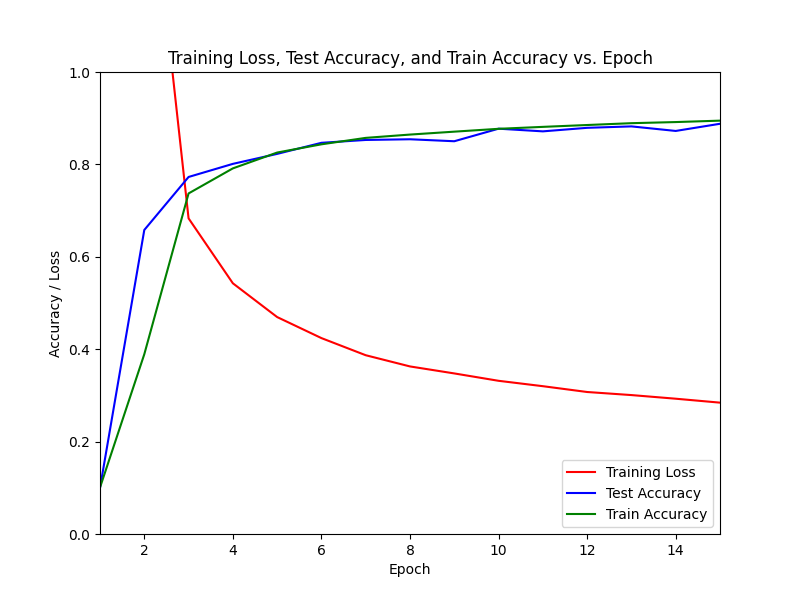 Training Loss, Test Accuracy, and Train Accuracy vs. Epoch
1.0
0.8
0.6
0.4
0.2
0.0
Accuracy / Loss
Training Loss
Test Accuracy
Train Accuracy
2 4 6 8 10 12 14
Epoch